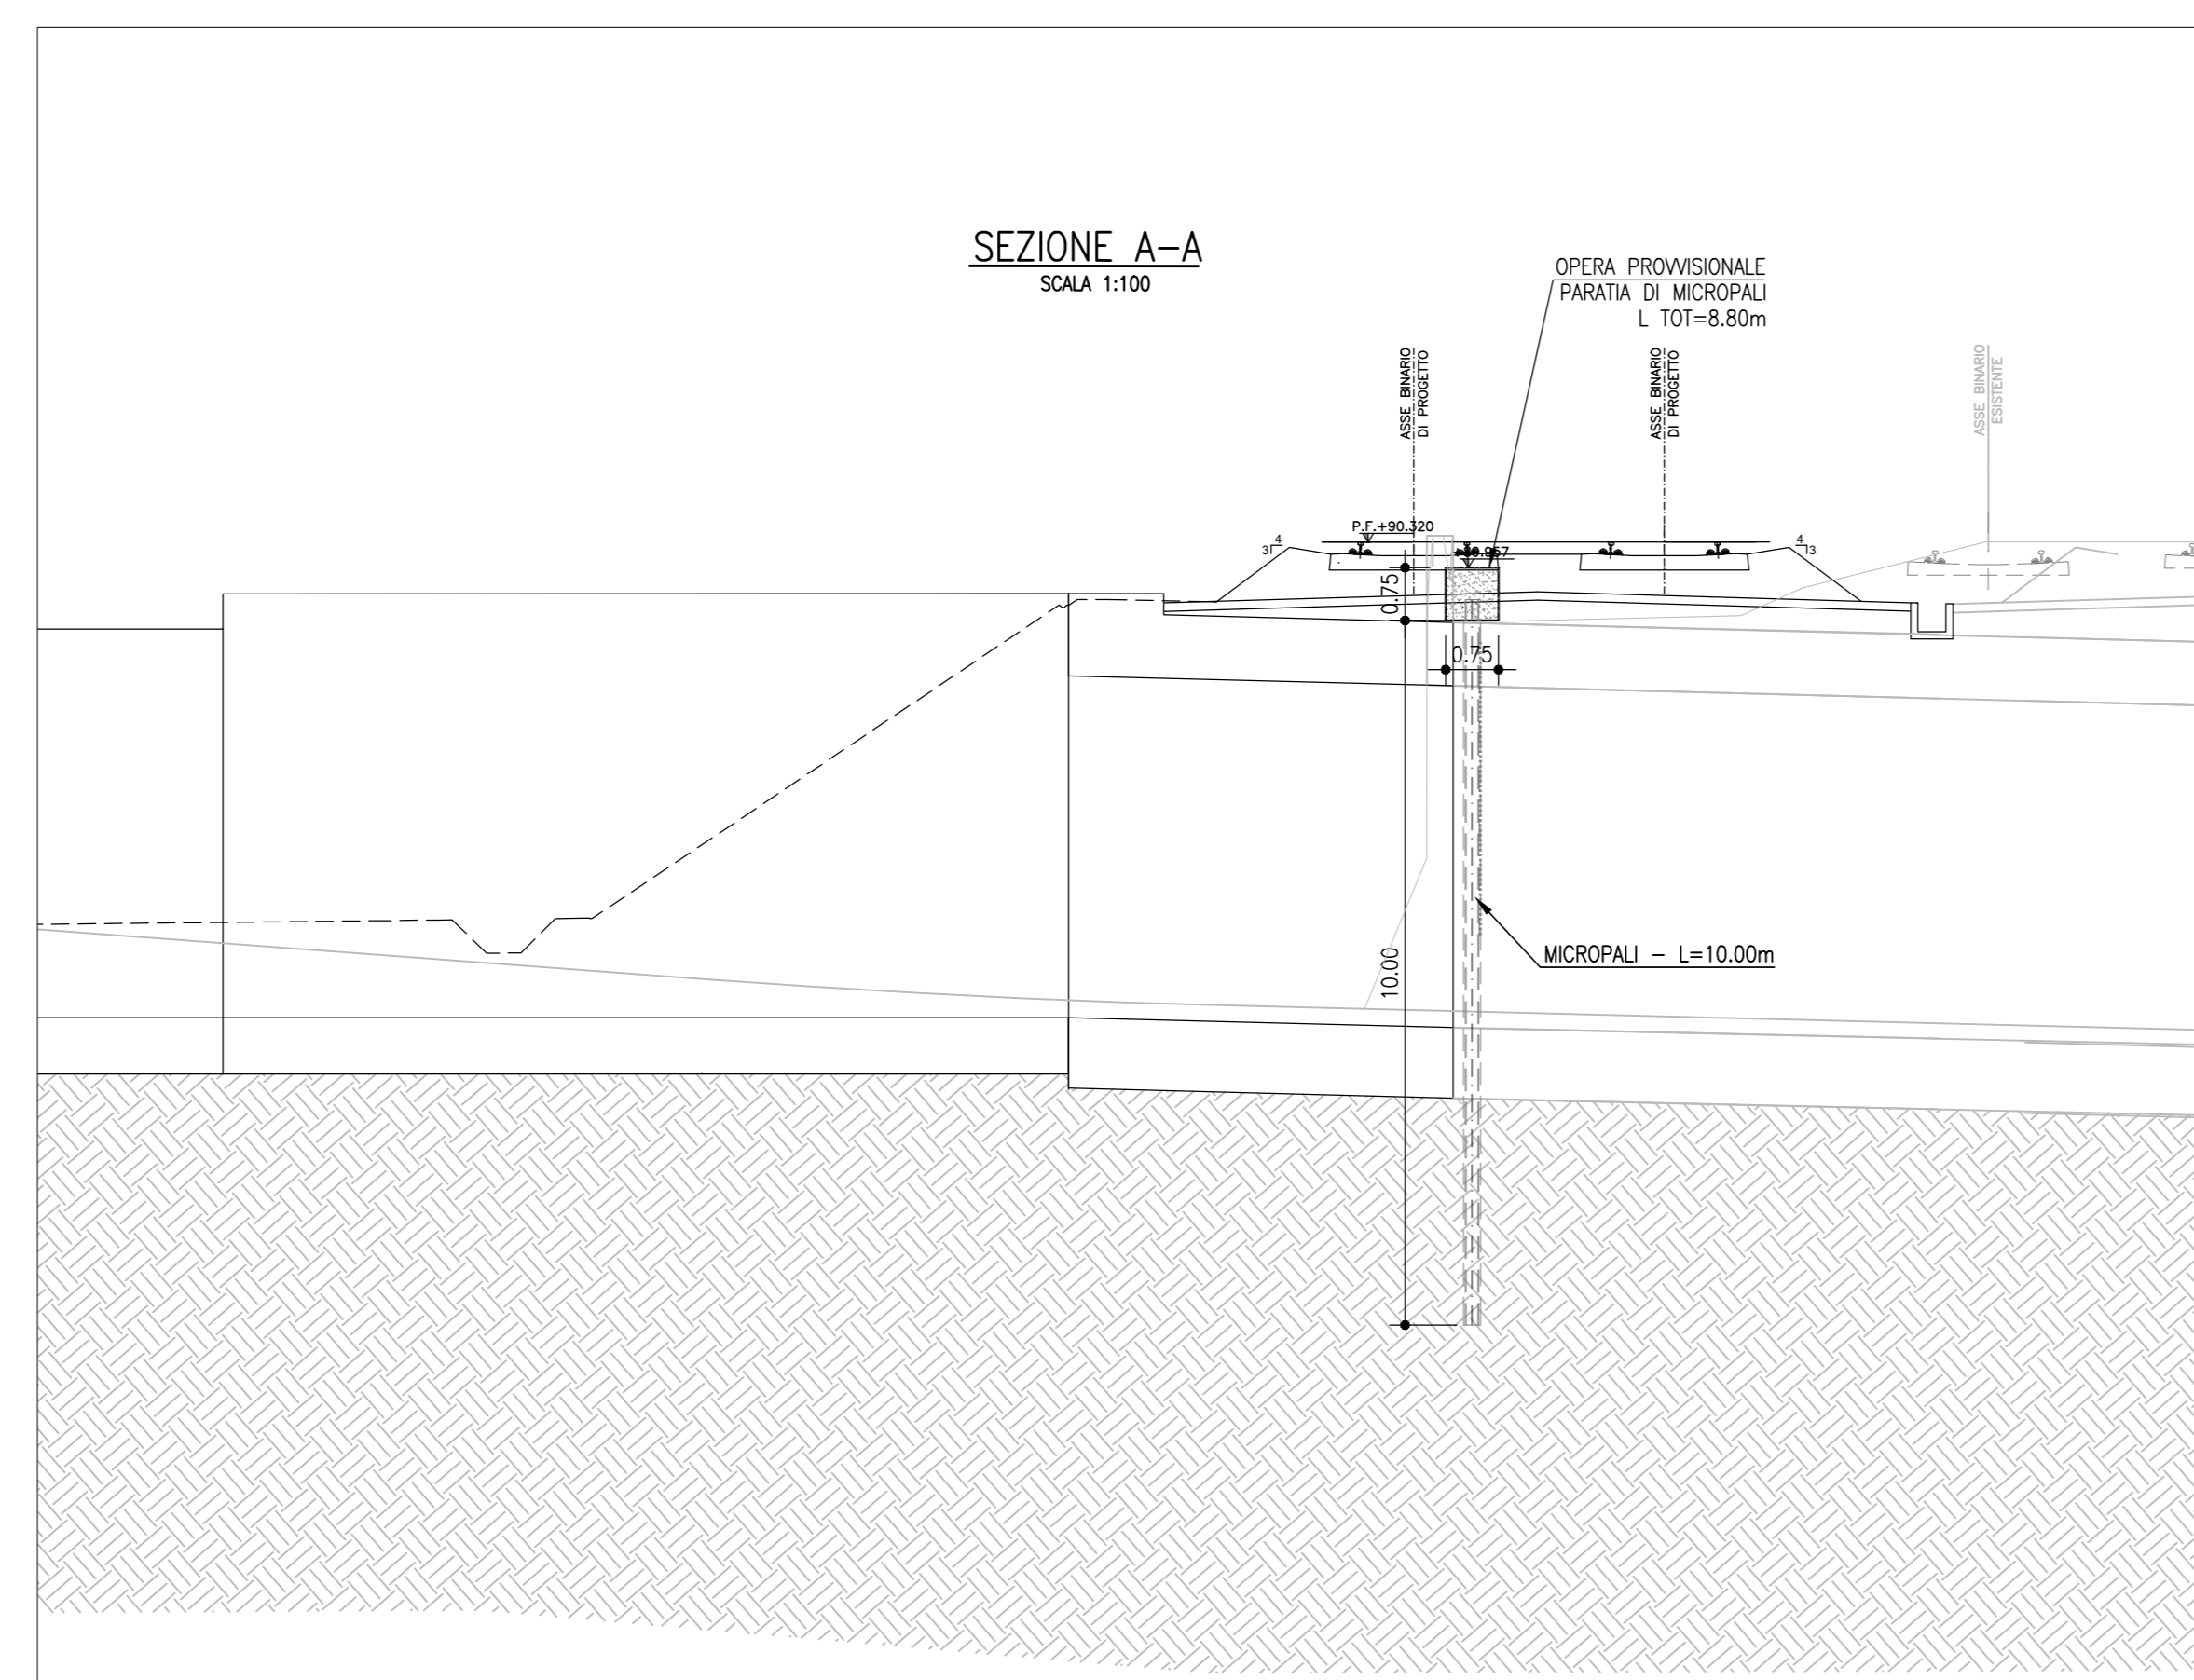 SEZIONE A-A
SCALA 1:100
OPERA PROVVISIONALE
PARATIA DI MICROPALI
L TOT=8.80m
ASSE BINARIO
DI PROGETTO
ASSE BINARIO
DI PROGETTO
ASSE BINARIO
ESISTENTE
P.F.+90.320
4
3
4
3
0.75
0.75
10.00
MICROPALI - L=10.00m